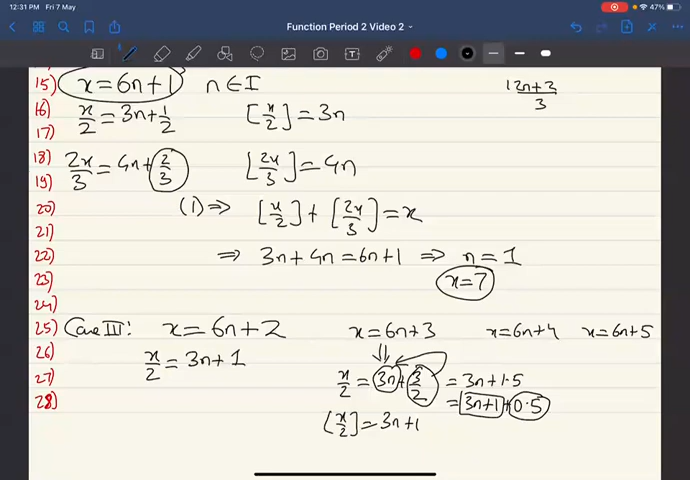 12:31 PM Fri 7 May
47%
Function Period 2 Video 2
15) x = 6n+1 n ∈ I
12n+2/3
16) x/2 = 3n + 1/2 [x/2] = 3n
17)
18) 2x/3 = 4n + 2/3 [2x/3] = 4n
19)
20) (1) ⇒ [x/2] + [2x/3] = x
21)
22) ⇒ 3n + 4n = 6n+1 ⇒ n = 1
23) x = 7
24)
25) Case III: x = 6n+2 x = 6n+3 x = 6n+4 x = 6n+5
26) x/2 = 3n+1
27) x/2 = 3n + 3/2 = 3n+1.5
28) = 3n+1 + 0.5
[x/2] = 3n+1